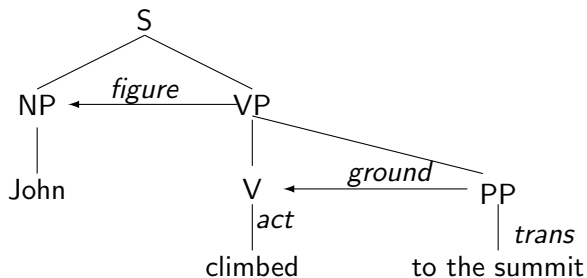 S
NP figure VP
John V ground PP
act trans
climbed to the summit